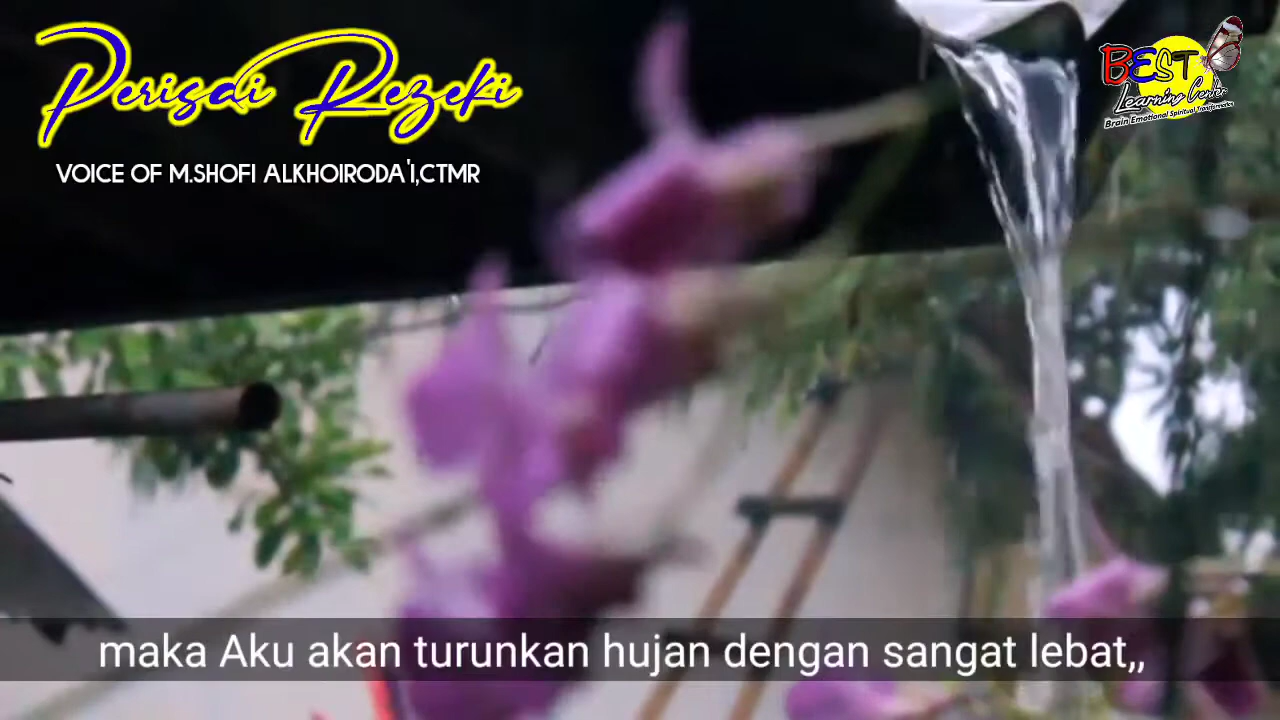 Perisai Rezeki
VOICE OF M.SHOFI ALKHOIRODA'I,CTMR
BEST
Learning Center
Brain Emotional Spiritual
maka Aku akan turunkan hujan dengan sangat lebat,,